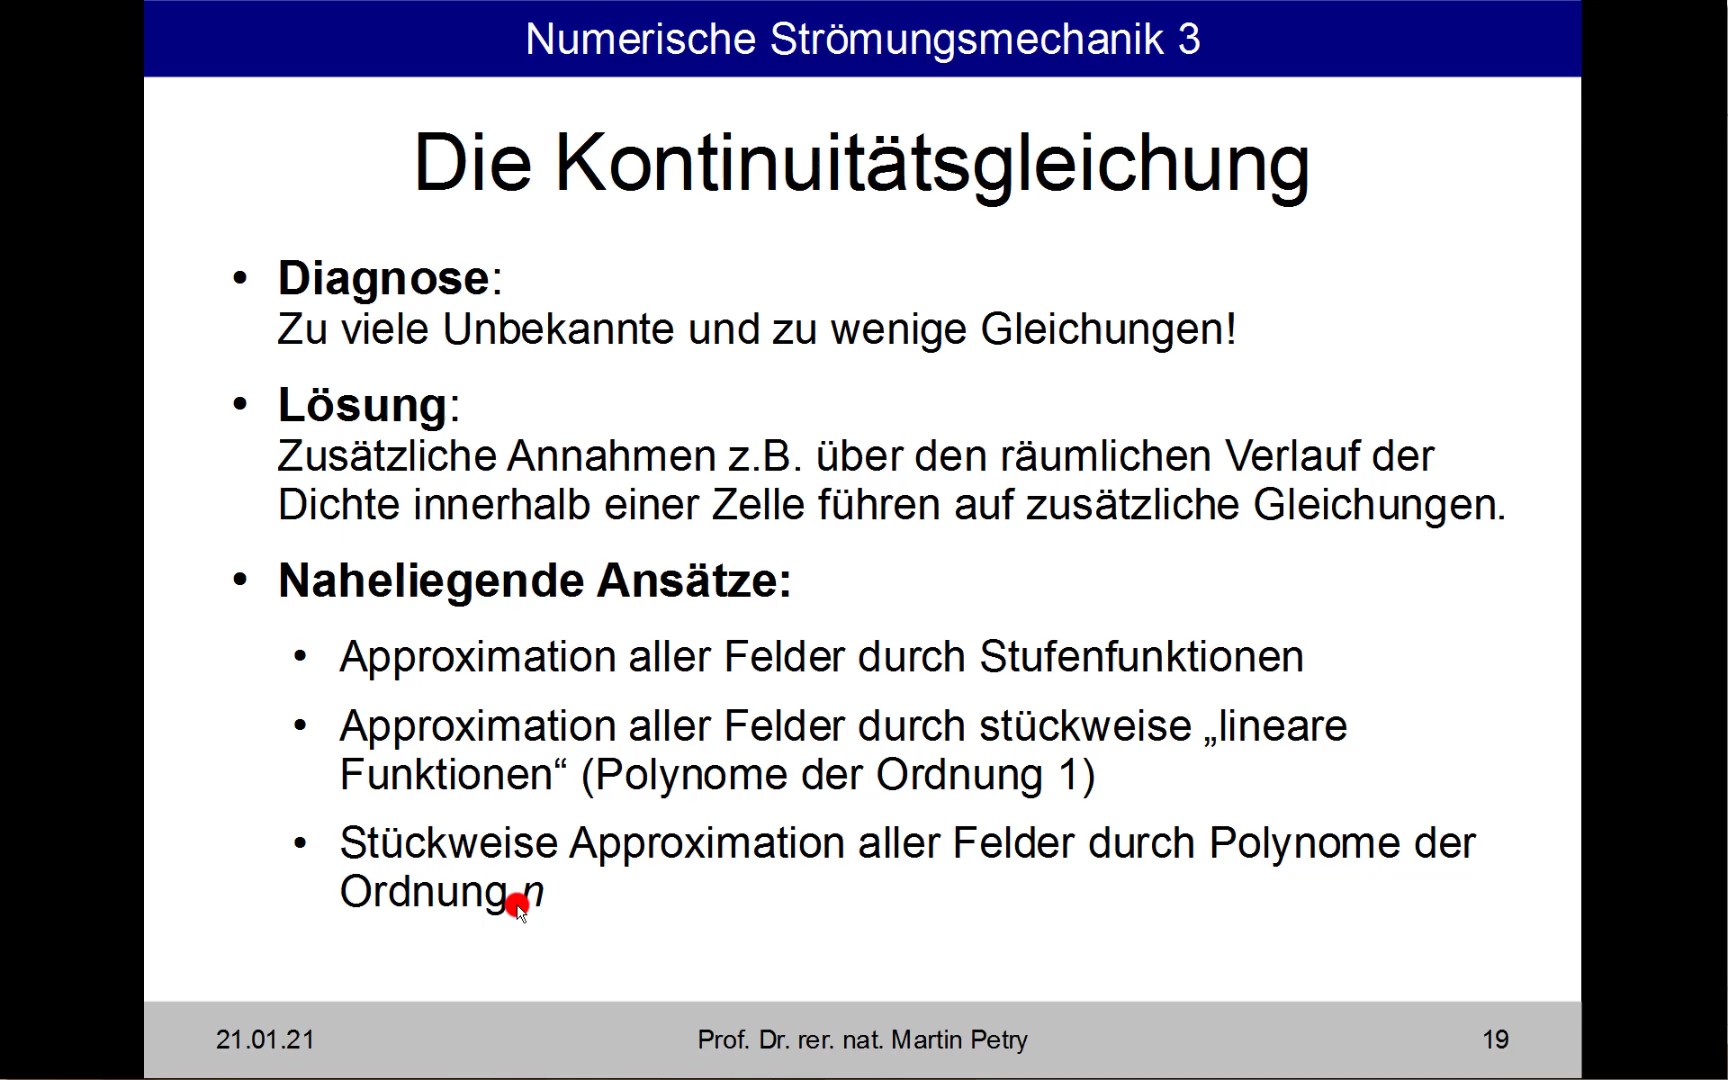 Numerische Strömungsmechanik 3
Die Kontinuitätsgleichung
• Diagnose:
Zu viele Unbekannte und zu wenige Gleichungen!
• Lösung:
Zusätzliche Annahmen z.B. über den räumlichen Verlauf der
Dichte innerhalb einer Zelle führen auf zusätzliche Gleichungen.
• Naheliegende Ansätze:
• Approximation aller Felder durch Stufenfunktionen
• Approximation aller Felder durch stückweise „lineare
Funktionen“ (Polynome der Ordnung 1)
• Stückweise Approximation aller Felder durch Polynome der
Ordnung n
21.01.21
Prof. Dr. rer. nat. Martin Petry
19